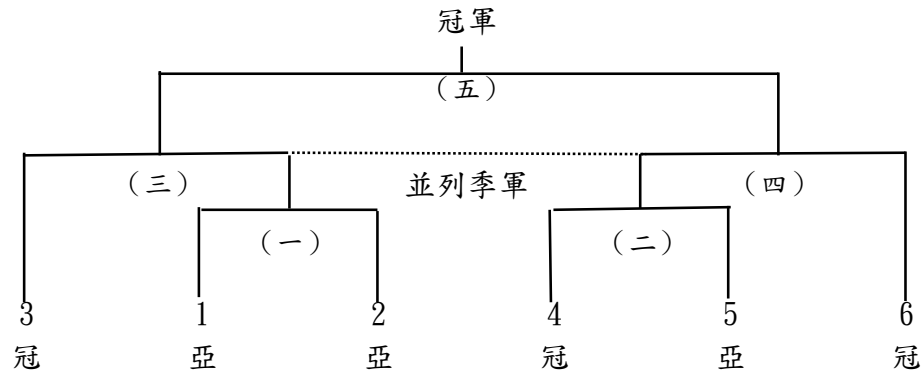 冠軍
(五)
(三) 並列季軍 (四)
(一) (二)
3 1 2 4 5 6
冠 亞 亞 冠 亞 冠